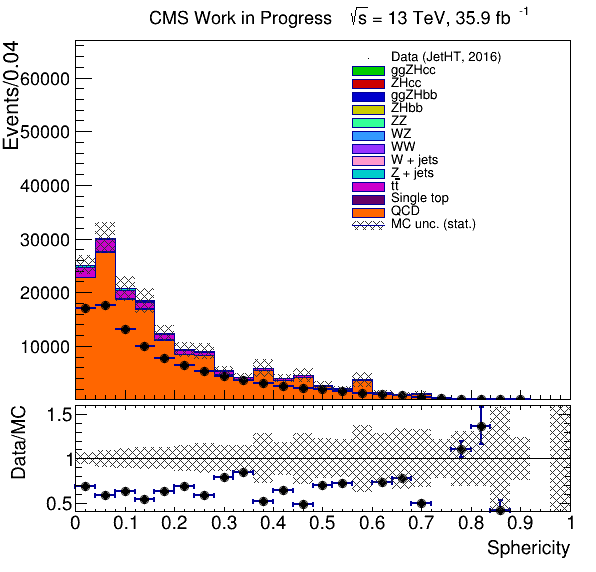 CMS Work in Progress √s = 13 TeV, 35.9 fb⁻¹
Events/0.04
60000
50000
40000
30000
20000
10000
Data (JetHT, 2016)
ggZHcc
ZHcc
ggZHbb
ZHbb
ZZ
WZ
WW
W + jets
Z + jets
tt̅
Single top
QCD
MC unc. (stat.)
Data/MC
1.5
1
0.5
0 0.1 0.2 0.3 0.4 0.5 0.6 0.7 0.8 0.9 1
Sphericity